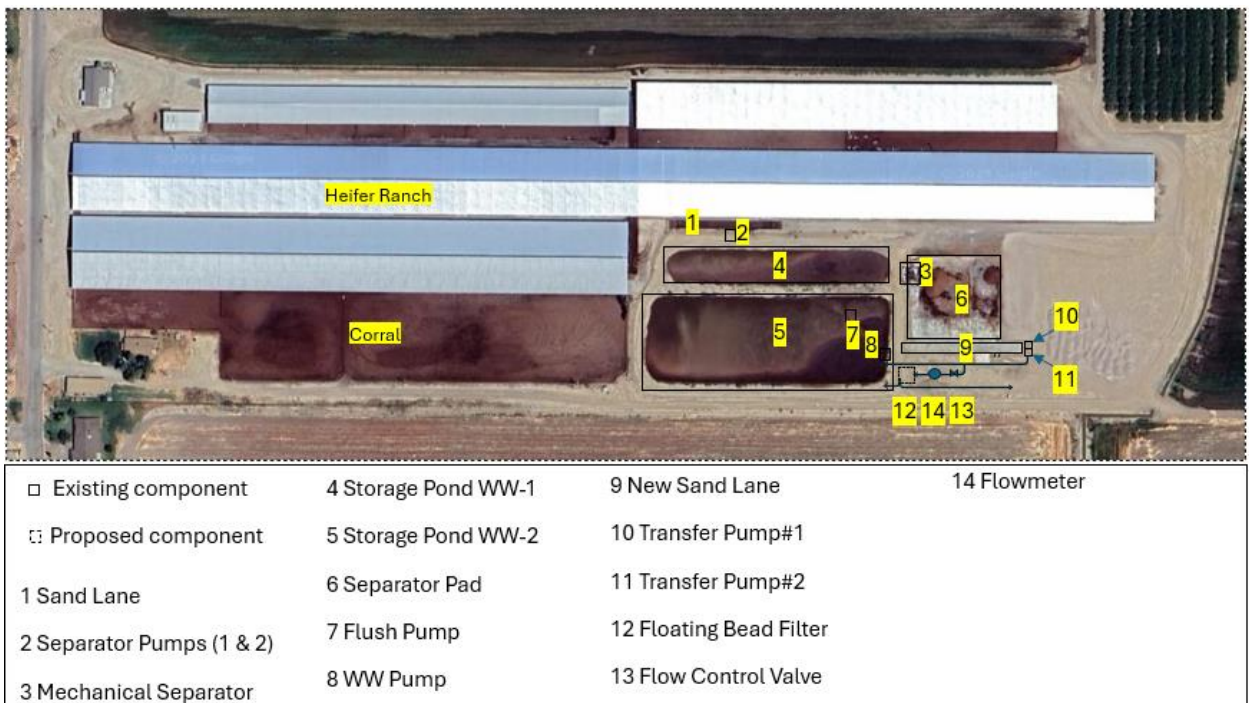 Heifer Ranch
1
2
4
3
6
Corral
5
7
8
9
10
11
12 14 13
Existing component
Proposed component
1 Sand Lane
2 Separator Pumps (1 & 2)
3 Mechanical Separator
4 Storage Pond WW-1
5 Storage Pond WW-2
6 Separator Pad
7 Flush Pump
8 WW Pump
9 New Sand Lane
10 Transfer Pump#1
11 Transfer Pump#2
12 Floating Bead Filter
13 Flow Control Valve
14 Flowmeter